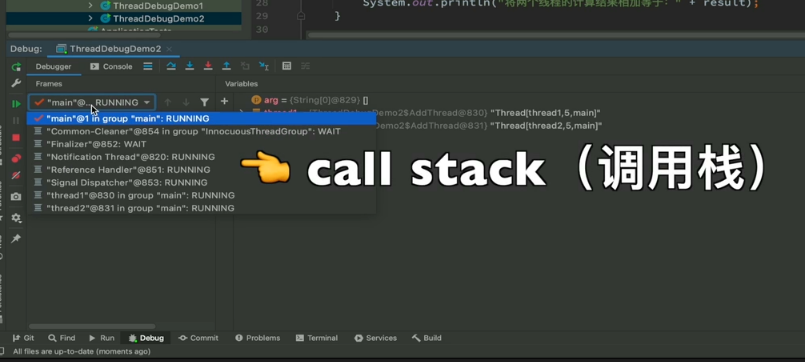 ThreadDebugDemo1
ThreadDebugDemo2
28
System.out.println("将两个线程的计算结果相加等于：" + result);
29
}
30
Debug:
ThreadDebugDemo2
Debugger
Console
Frames
Variables
"main"@... RUNNING
arg = {String[0]@829} []
"main"@1 in group "main": RUNNING
"Thread[thread1,5,main]"
"Common-Cleaner"@854 in group "InnocuousThreadGroup": WAIT
Demo2$AddThread@831} "Thread[thread2,5,main]"
"Finalizer"@852: WAIT
"Notification Thread"@820: RUNNING
"Reference Handler"@851: RUNNING
"Signal Dispatcher"@853: RUNNING
"thread1"@830 in group "main": RUNNING
"thread2"@831 in group "main": RUNNING
👈 call stack（调用栈）
Git
Find
Run
Debug
Commit
Problems
Terminal
Services
Build
All files are up-to-date (moments ago)